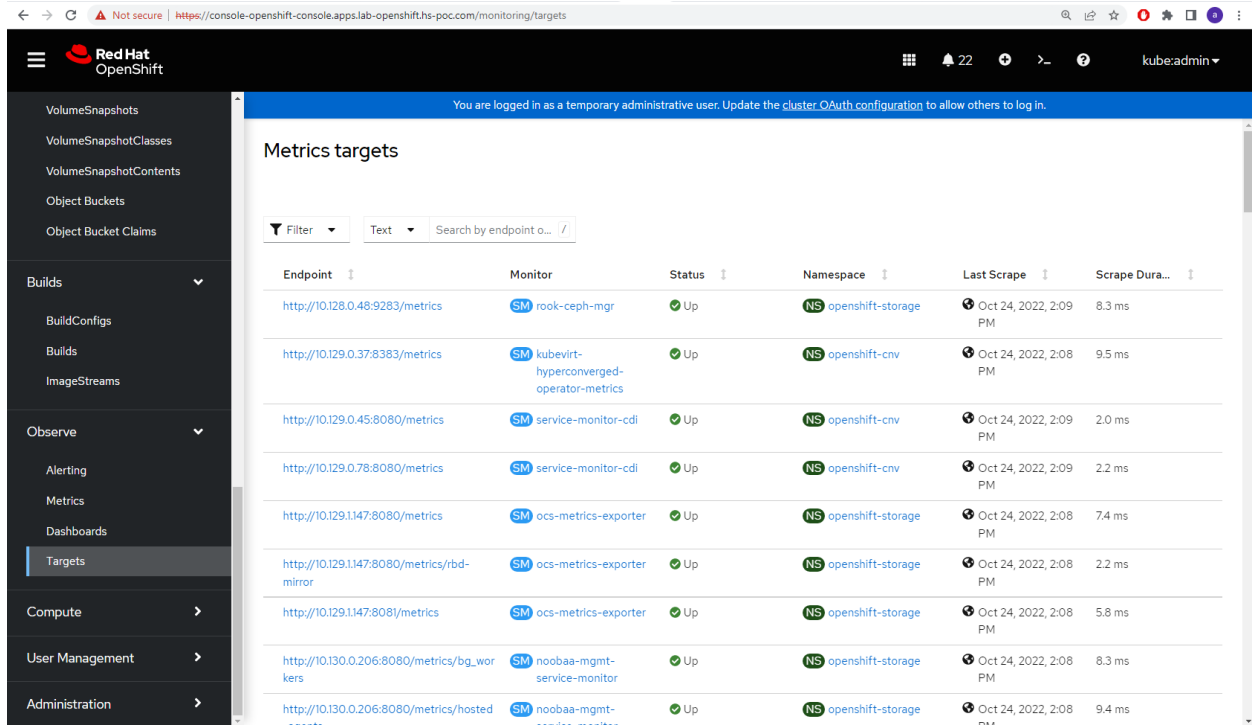 Not secure | https://console-openshift-console.apps.lab-openshift.hs-poc.com/monitoring/targets
a
Red Hat
OpenShift
22
kube:admin
You are logged in as a temporary administrative user. Update the cluster OAuth configuration to allow others to log in.
VolumeSnapshots
VolumeSnapshotClasses
VolumeSnapshotContents
Object Buckets
Object Bucket Claims
Builds
BuildConfigs
Builds
ImageStreams
Observe
Alerting
Metrics
Dashboards
Targets
Compute
User Management
Administration
Metrics targets
Filter Text Search by endpoint o... /
Endpoint Monitor Status Namespace Last Scrape Scrape Dura...
http://10.128.0.48:9283/metrics SM rook-ceph-mgr Up NS openshift-storage Oct 24, 2022, 2:09 8.3 ms
PM
http://10.129.0.37:8383/metrics SM kubevirt- Up NS openshift-cnv Oct 24, 2022, 2:08 9.5 ms
hyperconverged- PM
operator-metrics
http://10.129.0.45:8080/metrics SM service-monitor-cdi Up NS openshift-cnv Oct 24, 2022, 2:09 2.0 ms
PM
http://10.129.0.78:8080/metrics SM service-monitor-cdi Up NS openshift-cnv Oct 24, 2022, 2:09 2.2 ms
PM
http://10.129.1.147:8080/metrics SM ocs-metrics-exporter Up NS openshift-storage Oct 24, 2022, 2:08 7.4 ms
PM
http://10.129.1.147:8080/metrics/rbd- SM ocs-metrics-exporter Up NS openshift-storage Oct 24, 2022, 2:08 2.2 ms
mirror PM
http://10.129.1.147:8081/metrics SM ocs-metrics-exporter Up NS openshift-storage Oct 24, 2022, 2:08 5.8 ms
PM
http://10.130.0.206:8080/metrics/bg_wor SM noobaa-mgmt- Up NS openshift-storage Oct 24, 2022, 2:08 8.3 ms
kers service-monitor PM
http://10.130.0.206:8080/metrics/hosted SM noobaa-mgmt- Up NS openshift-storage Oct 24, 2022, 2:08 9.4 ms